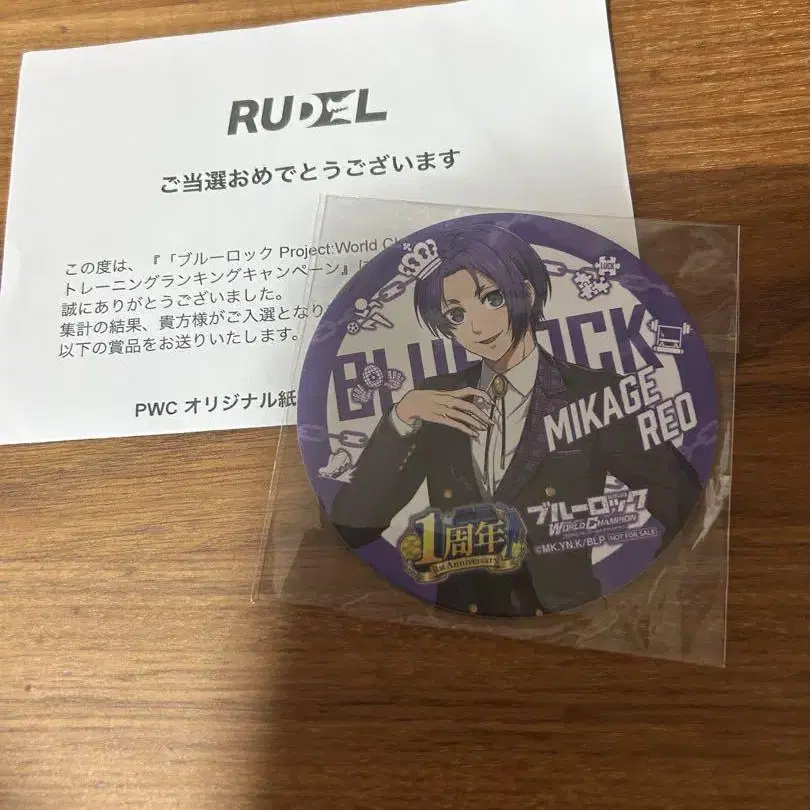 RUDEL
ご当選おめでとうございます
この度は、『「ブルーロック Project:World Ch
トレーニングランキングキャンペーン』に
誠にありがとうございました。
集計の結果、貴方様がご入選となり
以下の賞品をお送りいたします。
PWC オリジナル紙
BLUE LOCK
MIKAGE
REO
1周年
1st Anniversary
ブルーロック
WORLD CHAMPION
©MK,YN,K/BLP NOT FOR SALE